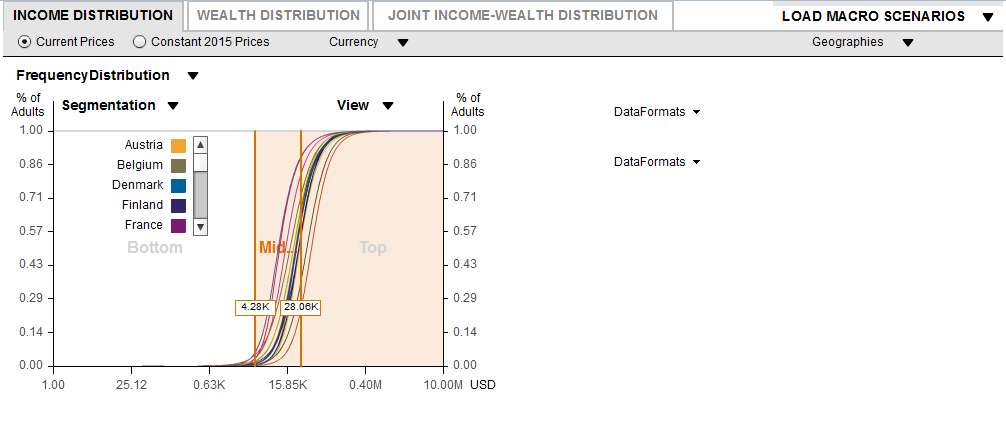 INCOME DISTRIBUTION WEALTH DISTRIBUTION JOINT INCOME-WEALTH DISTRIBUTION LOAD MACRO SCENARIOS
Current Prices Constant 2015 Prices Currency Geographies
FrequencyDistribution
% of Adults
Segmentation View
% of Adults
DataFormats
1.00 1.00
Austria
0.86 Belgium 0.86
DataFormats
Denmark
0.71 Finland 0.71
France
0.57 0.57
Bottom Mid... Top
0.43 0.43
0.29 0.29
4.28K 28.06K
0.14 0.14
0.00 0.00
1.00 25.12 0.63K 15.85K 0.40M 10.00M USD